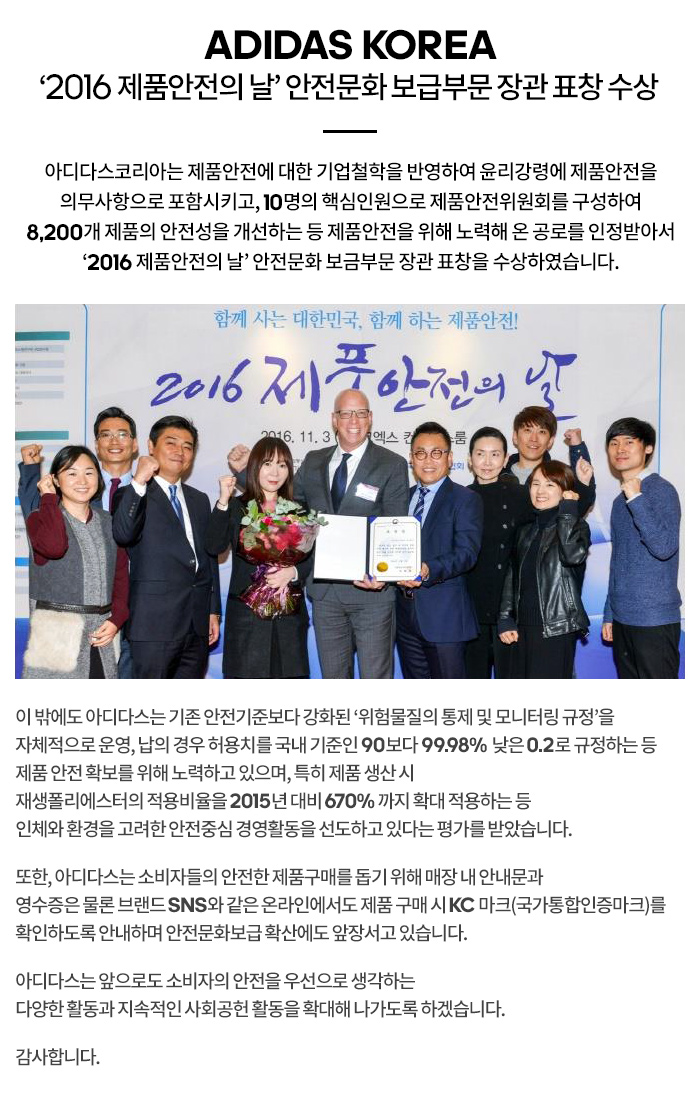 ADIDAS KOREA
‘2016 제품안전의 날’ 안전문화 보급부문 장관 표창 수상
아디다스코리아는 제품안전에 대한 기업철학을 반영하여 윤리강령에 제품안전을
의무사항으로 포함시키고, 10명의 핵심인원으로 제품안전위원회를 구성하여
8,200개 제품의 안전성을 개선하는 등 제품안전을 위해 노력해 온 공로를 인정받아서
‘2016 제품안전의 날’ 안전문화 보금부문 장관 표창을 수상하였습니다.
함께 사는 대한민국, 함께 하는 제품안전!
2016 제품안전의 날
2016. 11. 3
이 밖에도 아디다스는 기존 안전기준보다 강화된 ‘위험물질의 통제 및 모니터링 규정’을
자체적으로 운영, 납의 경우 허용치를 국내 기준인 90보다 99.98% 낮은 0.2로 규정하는 등
제품 안전 확보를 위해 노력하고 있으며, 특히 제품 생산 시
재생폴리에스터의 적용비율을 2015년 대비 670% 까지 확대 적용하는 등
인체와 환경을 고려한 안전중심 경영활동을 선도하고 있다는 평가를 받았습니다.
또한, 아디다스는 소비자들의 안전한 제품구매를 돕기 위해 매장 내 안내문과
영수증은 물론 브랜드 SNS와 같은 온라인에서도 제품 구매 시 KC 마크(국가통합인증마크)를
확인하도록 안내하며 안전문화보급 확산에도 앞장서고 있습니다.
아디다스는 앞으로도 소비자의 안전을 우선으로 생각하는
다양한 활동과 지속적인 사회공헌 활동을 확대해 나가도록 하겠습니다.
감사합니다.